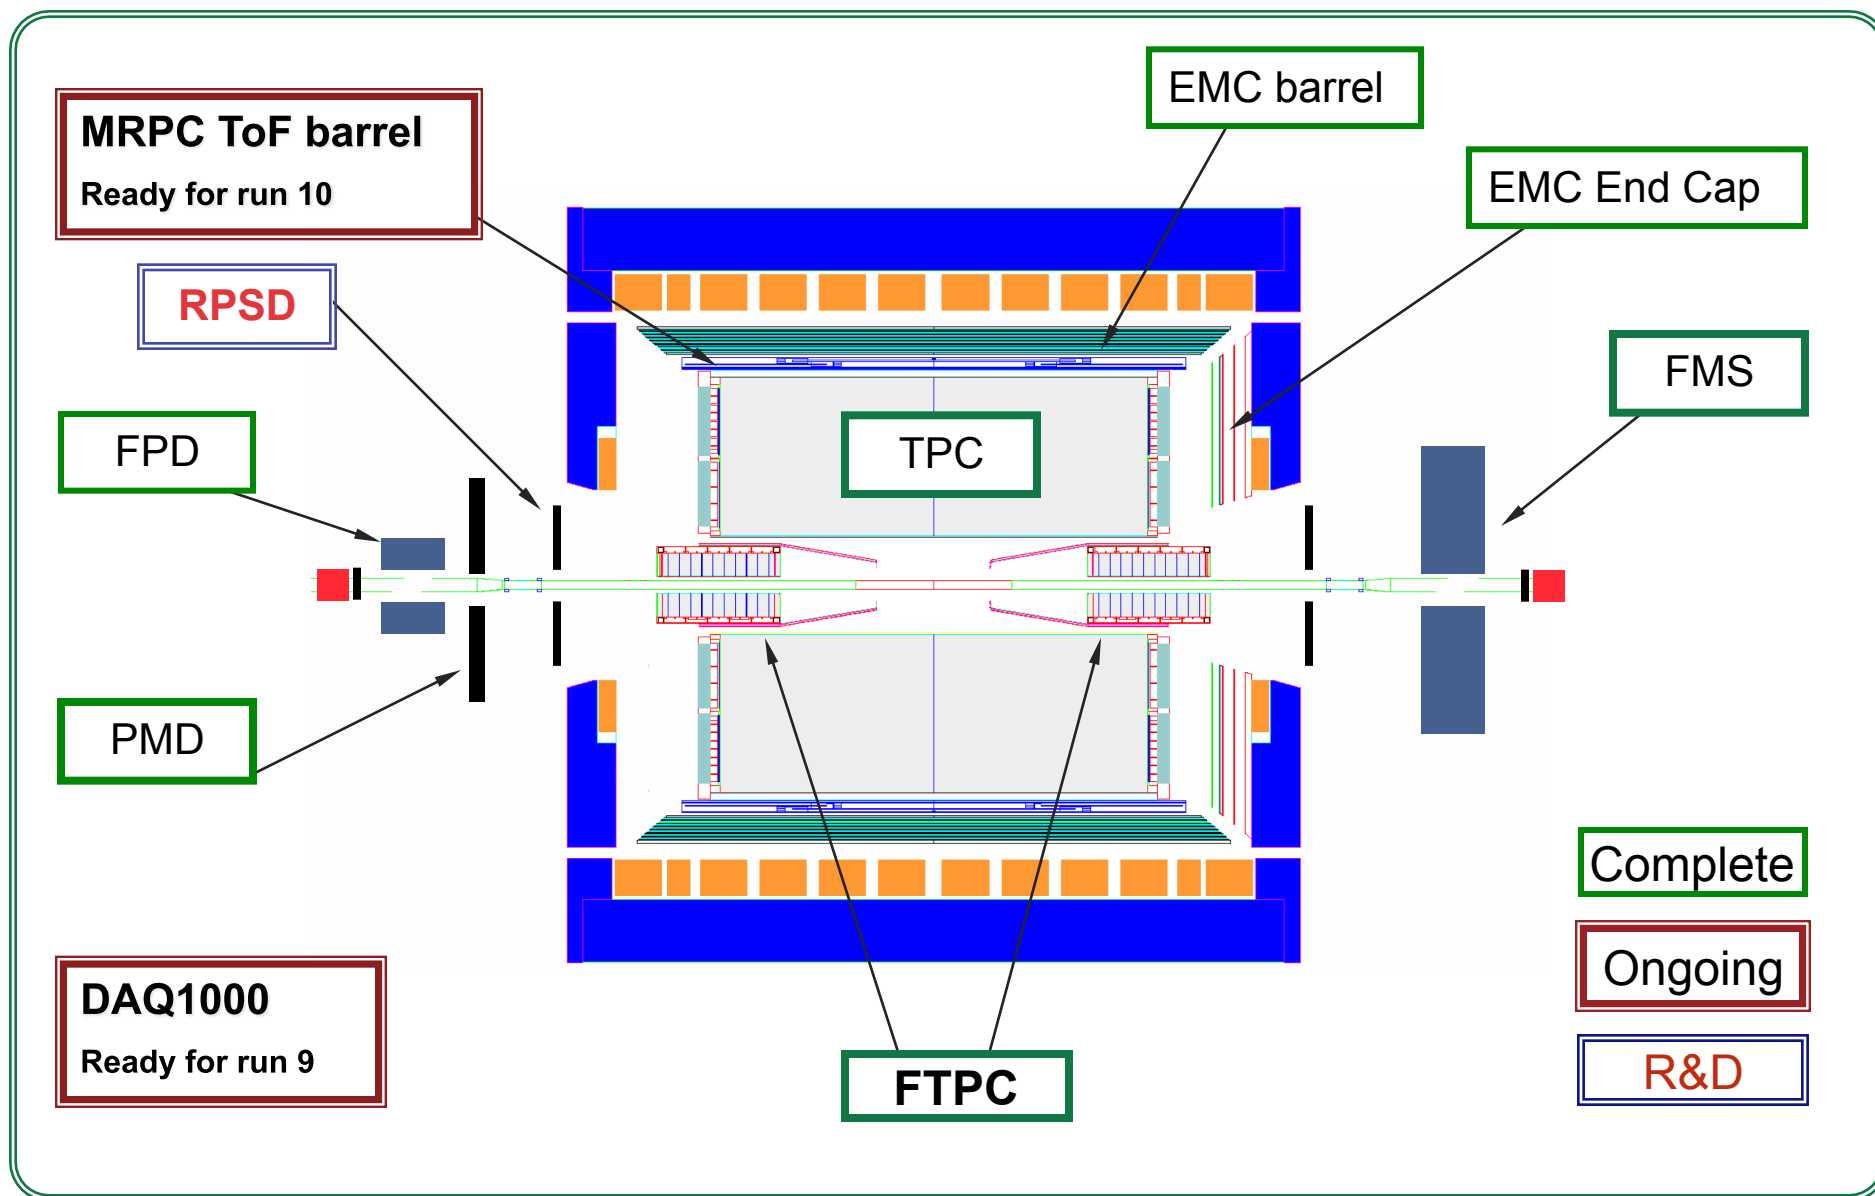 EMC barrel
MRPC ToF barrel
Ready for run 10
EMC End Cap
RPSD
FMS
FPD
TPC
PMD
Complete
Ongoing
DAQ1000
Ready for run 9
R&D
FTPC